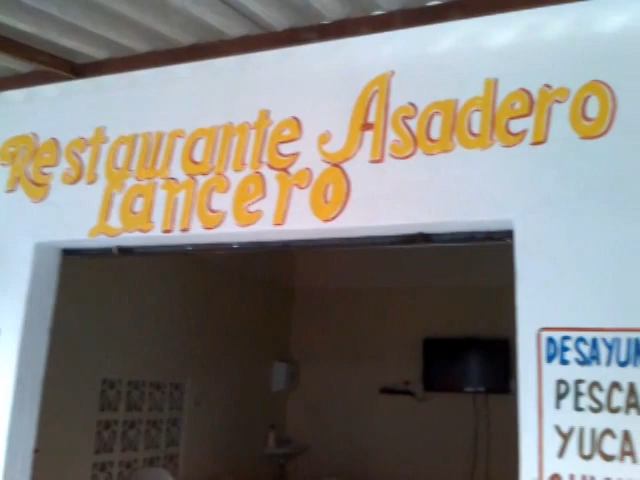 Restaurante Asadero
Lancero
DESAYUN
PESCA
YUCA